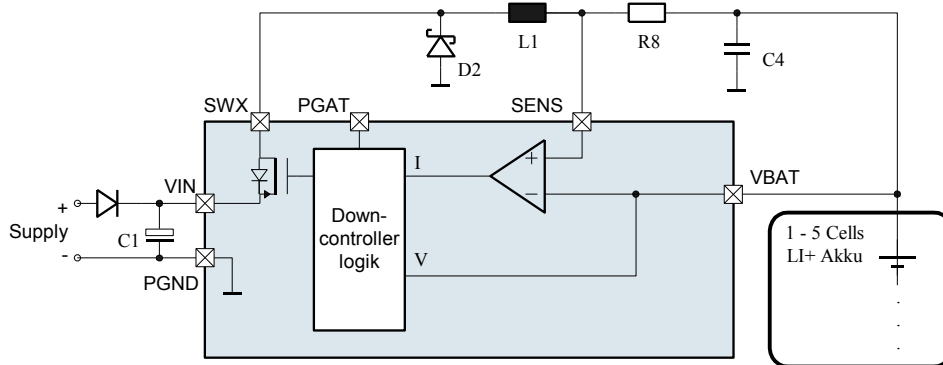 L1
R8
C4
D2
SWX
PGAT
SENS
I
+
−
VIN
VBAT
+
Supply
-
C1
Down-
controller
logik
V
PGND
1 - 5 Cells
LI+ Akku